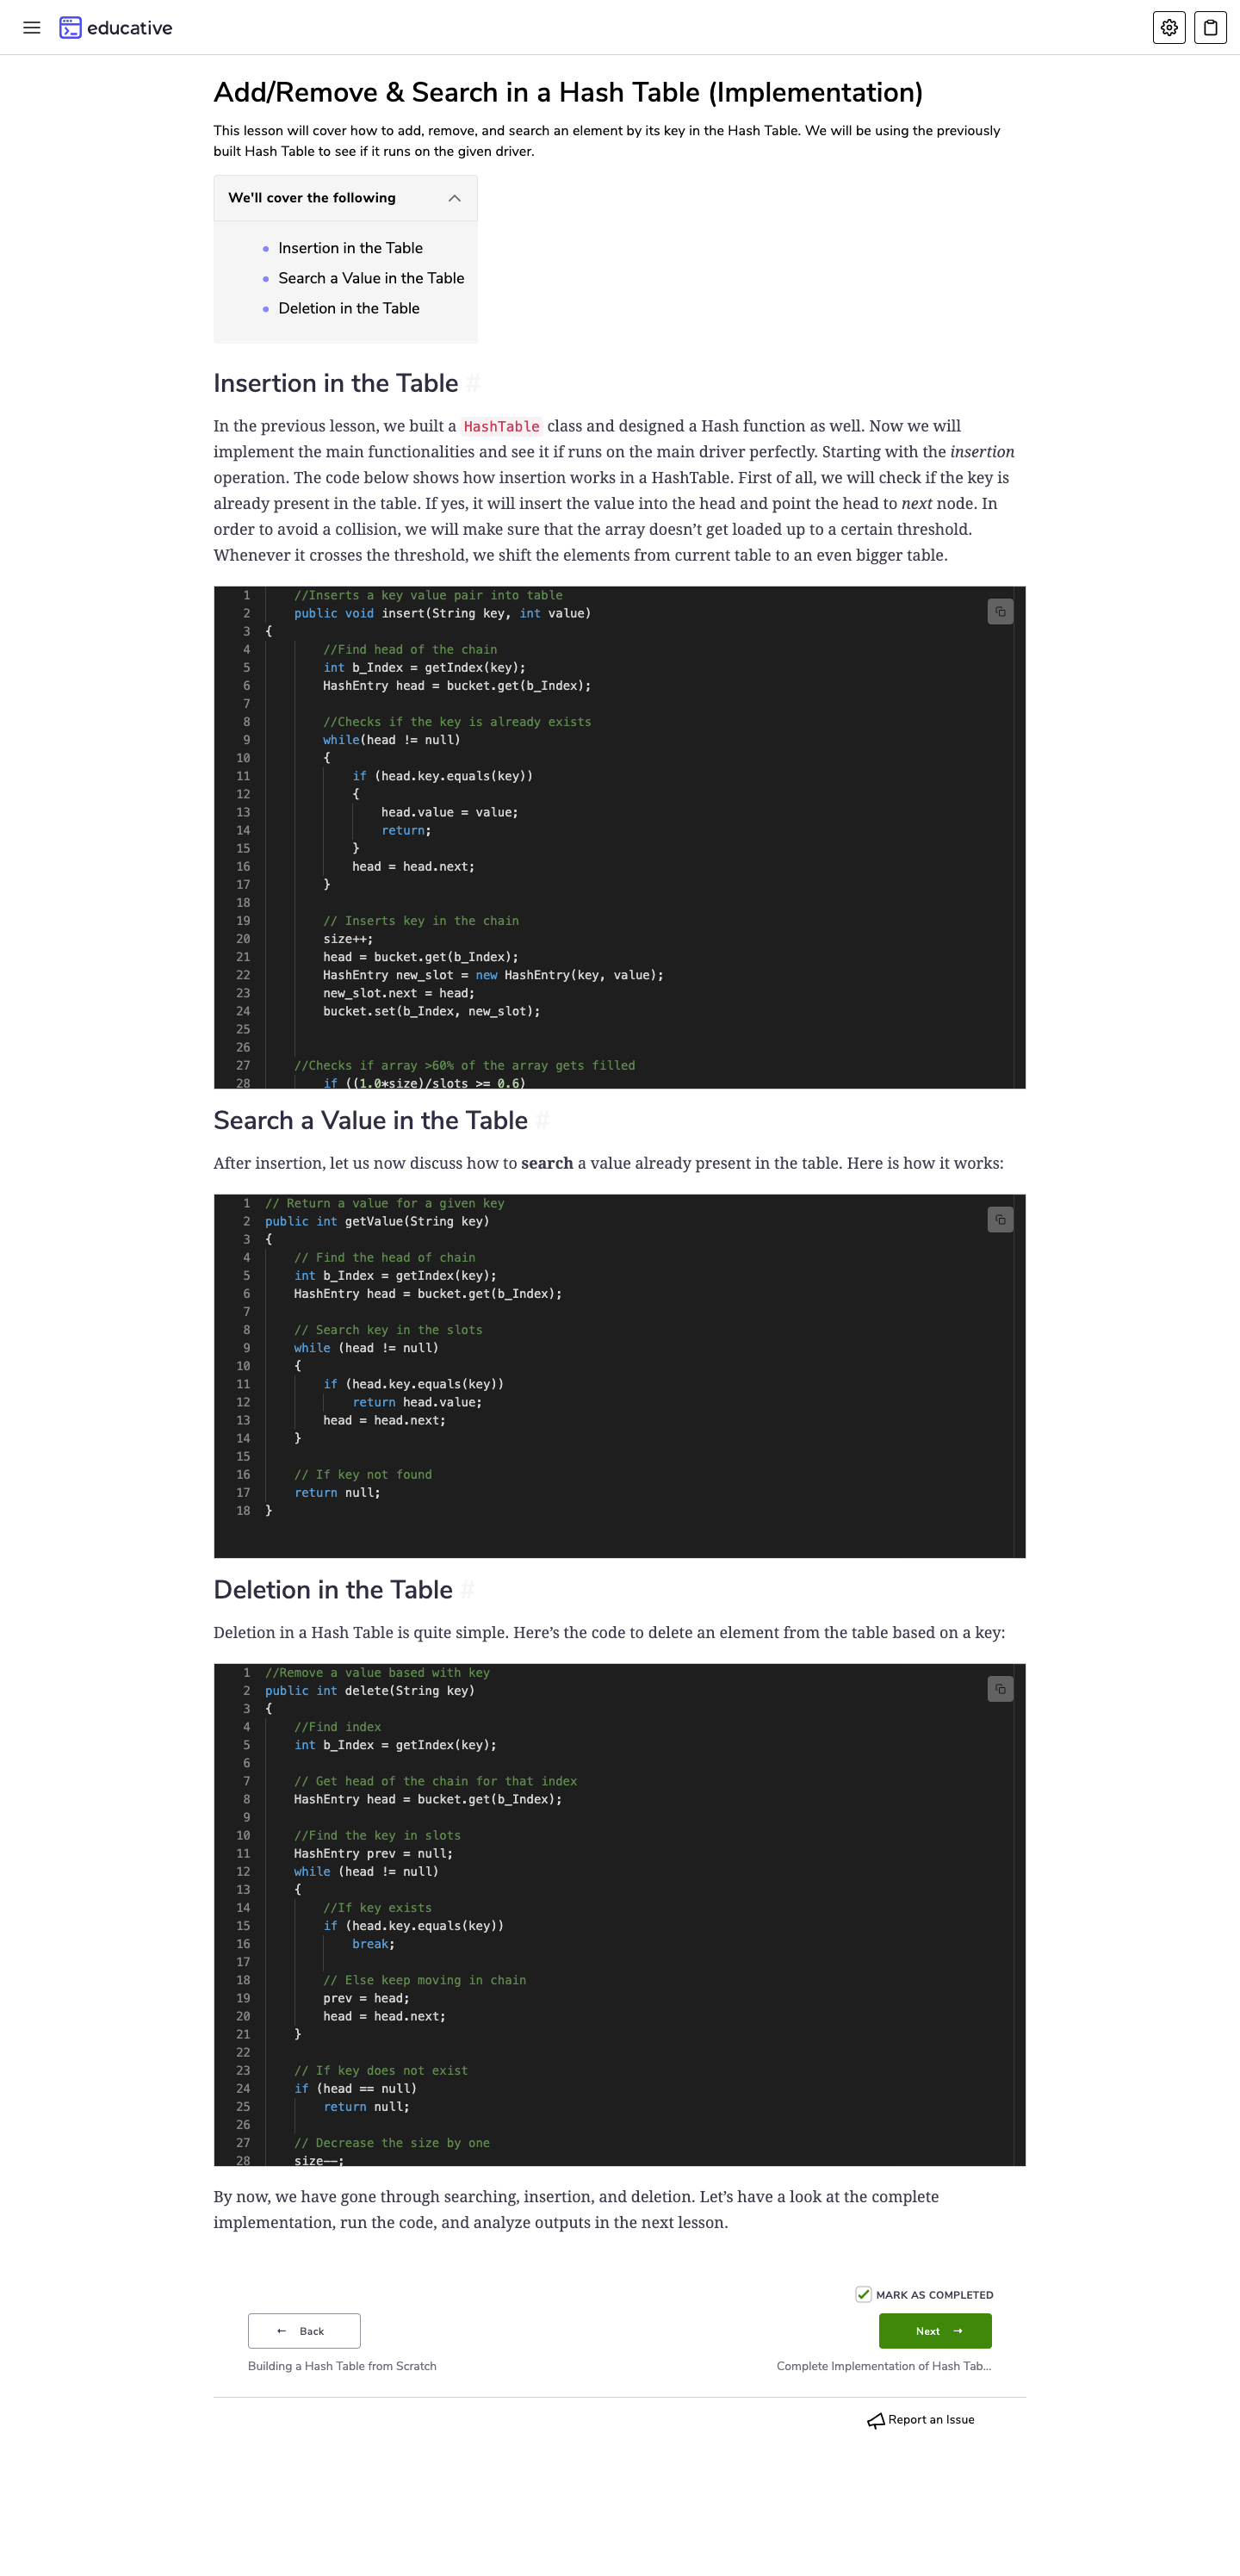 educative
Add/Remove & Search in a Hash Table (Implementation)
This lesson will cover how to add, remove, and search an element by its key in the Hash Table. We will be using the previously
built Hash Table to see if it runs on the given driver.
We'll cover the following
Insertion in the Table
Search a Value in the Table
Deletion in the Table
Insertion in the Table #
In the previous lesson, we built a HashTable class and designed a Hash function as well. Now we will
implement the main functionalities and see it if runs on the main driver perfectly. Starting with the insertion
operation. The code below shows how insertion works in a HashTable. First of all, we will check if the key is
already present in the table. If yes, it will insert the value into the head and point the head to next node. In
order to avoid a collision, we will make sure that the array doesn’t get loaded up to a certain threshold.
Whenever it crosses the threshold, we shift the elements from current table to an even bigger table.
1 //Inserts a key value pair into table
2 public void insert(String key, int value)
3 {
4 //Find head of the chain
5 int b_Index = getIndex(key);
6 HashEntry head = bucket.get(b_Index);
7
8 //Checks if the key is already exists
9 while(head != null)
10 {
11 if (head.key.equals(key))
12 {
13 head.value = value;
14 return;
15 }
16 head = head.next;
17 }
18
19 // Inserts key in the chain
20 size++;
21 head = bucket.get(b_Index);
22 HashEntry new_slot = new HashEntry(key, value);
23 new_slot.next = head;
24 bucket.set(b_Index, new_slot);
25
26
27 //Checks if array >60% of the array gets filled
28 if ((1.0*size)/slots >= 0.6)
Search a Value in the Table #
After insertion, let us now discuss how to search a value already present in the table. Here is how it works:
1 // Return a value for a given key
2 public int getValue(String key)
3 {
4 // Find the head of chain
5 int b_Index = getIndex(key);
6 HashEntry head = bucket.get(b_Index);
7
8 // Search key in the slots
9 while (head != null)
10 {
11 if (head.key.equals(key))
12 return head.value;
13 head = head.next;
14 }
15
16 // If key not found
17 return null;
18 }
Deletion in the Table #
Deletion in a Hash Table is quite simple. Here’s the code to delete an element from the table based on a key:
1 //Remove a value based with key
2 public int delete(String key)
3 {
4 //Find index
5 int b_Index = getIndex(key);
6
7 // Get head of the chain for that index
8 HashEntry head = bucket.get(b_Index);
9
10 //Find the key in slots
11 HashEntry prev = null;
12 while (head != null)
13 {
14 //If key exists
15 if (head.key.equals(key))
16 break;
17
18 // Else keep moving in chain
19 prev = head;
20 head = head.next;
21 }
22
23 // If key does not exist
24 if (head == null)
25 return null;
26
27 // Decrease the size by one
28 size--;
By now, we have gone through searching, insertion, and deletion. Let’s have a look at the complete
implementation, run the code, and analyze outputs in the next lesson.
MARK AS COMPLETED
← Back
Next →
Building a Hash Table from Scratch
Complete Implementation of Hash Tab...
Report an Issue